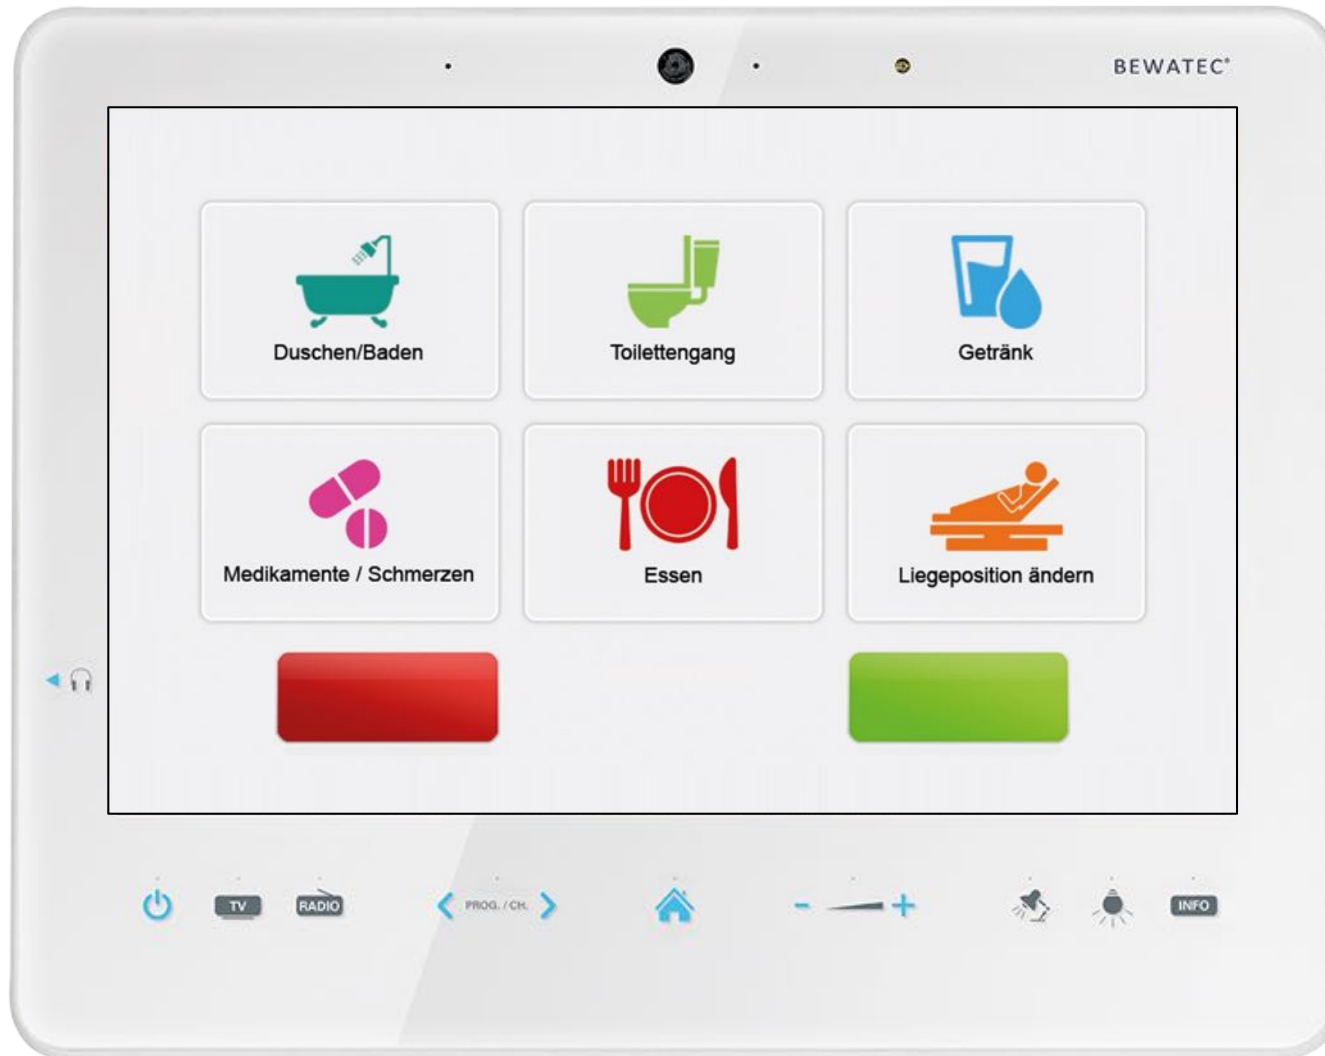 BEWATEC®
Duschen/Baden
Toilettengang
Getränk
Medikamente / Schmerzen
Essen
Liegeposition ändern
TV
RADIO
PROG. / CH.
INFO